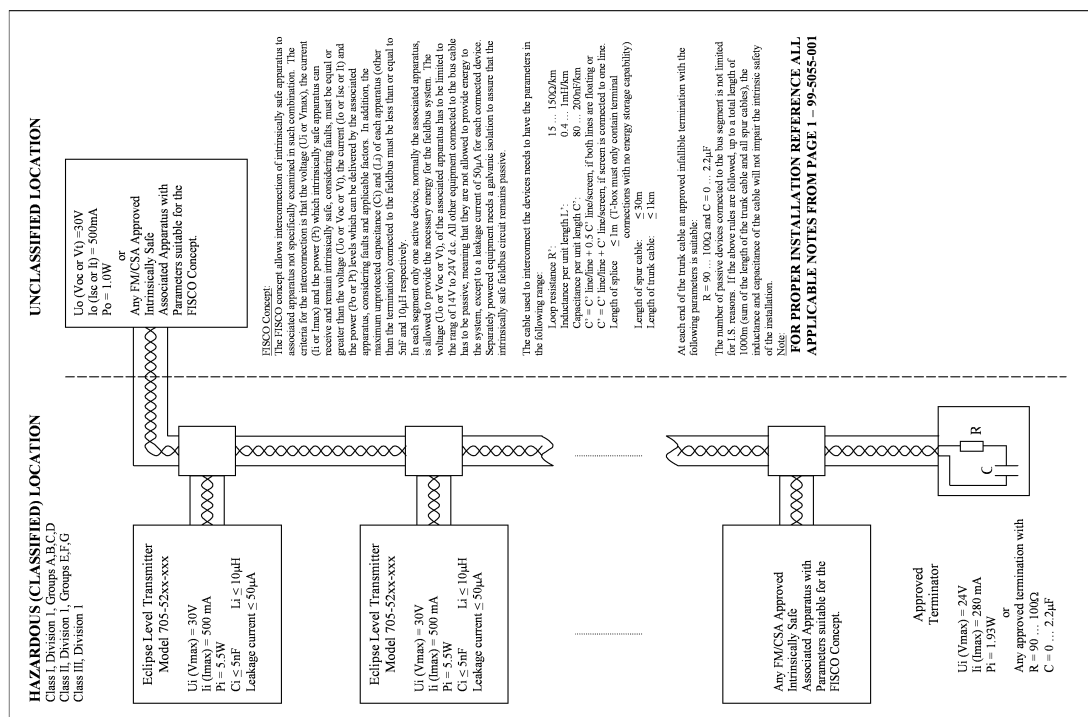 HAZARDOUS (CLASSIFIED) LOCATION
Class I, Division 1, Groups A,B,C,D
Class II, Division 1, Groups E,F,G
Class III, Division 1
Eclipse Level Transmitter
Model 705-52xx-xxx
Ui (Vmax) = 30V
Ii (Imax) = 500 mA
Pi = 5.5W
Ci ≤ 5nF Li ≤ 10µH
Leakage current ≤ 50µA
Eclipse Level Transmitter
Model 705-52xx-xxx
Ui (Vmax) = 30V
Ii (Imax) = 500 mA
Pi = 5.5W
Ci ≤ 5nF Li ≤ 10µH
Leakage current ≤ 50µA
Any FM/CSA Approved
Intrinsically Safe
Associated Apparatus with
Parameters suitable for the
FISCO Concept.
Approved
Terminator
Ui (Vmax) = 24V
Ii (Imax) = 280 mA
Pi = 1.93W
or
Any approved termination with
R = 90 … 100Ω
C = 0 … 2.2µF
R
C
UNCLASSIFIED LOCATION
Uo (Voc or Vt) =30V
Io (Isc or It) = 500mA
Po = 1.0W
or
Any FM/CSA Approved
Intrinsically Safe
Associated Apparatus with
Parameters suitable for the
FISCO Concept.
FISCO Concept:
The FISCO concept allows interconnection of intrinsically safe apparatus to
associated apparatus not specifically examined in such combination. The
criteria for the interconnection is that the voltage (Ui or Vmax), the current
(Ii or Imax) and the power (Pi) which intrinsically safe apparatus can
receive and remain intrinsically safe, considering faults, must be equal or
greater than the voltage (Uo or Voc or Vt), the current (Io or Isc or It) and
the power (Po or Pt) levels which can be delivered by the associated
apparatus, considering faults and applicable factors. In addition, the
maximum unprotected capacitance (Ci) and (Li) of each apparatus (other
than the termination) connected to the fieldbus must be less than or equal to
5nF and 10µH respectively.
In each segment only one active device, normally the associated apparatus,
is allowed to provide the necessary energy for the fieldbus system. The
voltage (Uo or Voc or Vt), of the associated apparatus has to be limited to
the rang of 14V to 24V d.c. All other equipment connected to the bus cable
has to be passive, meaning that they are not allowed to provide energy to
the system, except to a leakage current of 50µA for each connected device.
Separately powered equipment needs a galvanic isolation to assure that the
intrinsically safe fieldbus circuit remains passive.
The cable used to interconnect the devices needs to have the parameters in
the following range:
Loop resistance R': 15 … 150Ω/km
Inductance per unit length L': 0.4 … 1mH/km
Capacitance per unit length C': 80 … 200nF/km
C' = C' line/line + 0.5 C' line/screen, if both lines are floating or
C' = C' line/line + C' line/screen, if screen is connected to one line.
Length of splice ≤ 1m (T-box must only contain terminal
connections with no energy storage capability)
Length of spur cable: ≤ 30m
Length of trunk cable: ≤ 1km
At each end of the trunk cable an approved infallible termination with the
following parameters is suitable:
R = 90 … 100Ω and C = 0 … 2.2µF
The number of passive devices connected to the bus segment is not limited
for I.S. reasons. If the above rules are followed, up to a total length of
1000m (sum of the length of the trunk cable and all spur cables), the
inductance and capacitance of the cable will not impair the intrinsic safety
of the installation.
Note:
FOR PROPER INSTALLATION REFERENCE ALL
APPLICABLE NOTES FROM PAGE 1 – 99-5055-001